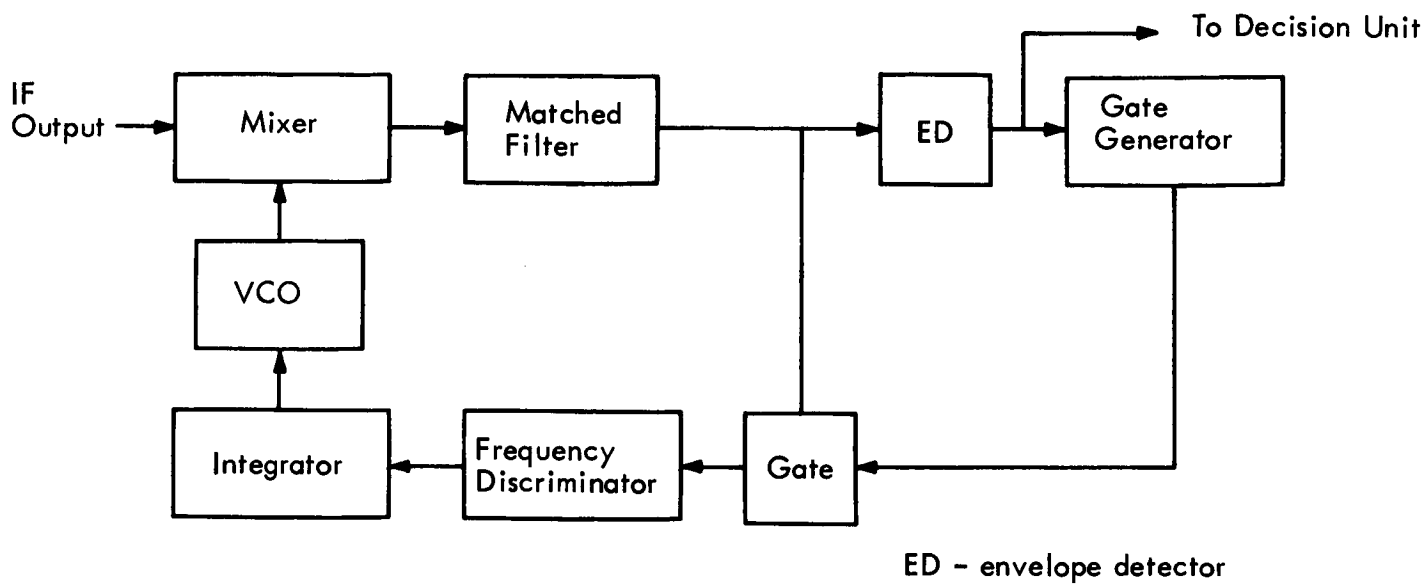 To Decision Unit
IF
Output
Mixer
Matched
Filter
ED
Gate
Generator
VCO
Integrator
Frequency
Discriminator
Gate
ED - envelope detector